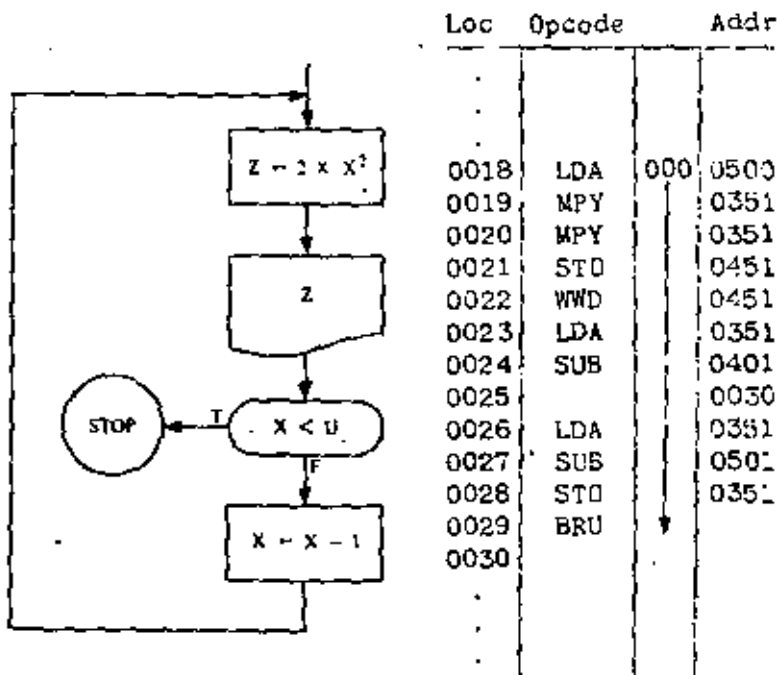 Loc Opcode Addr
0018 LDA 000 0500
0019 MPY 0351
0020 MPY 0351
0021 STO 0451
0022 WWD 0451
0023 LDA 0351
0024 SUB 0401
0025 0030
0026 LDA 0351
0027 SUB 0501
0028 STO 0351
0029 BRU
0030
Z ← 2 × X²
Z
STOP T X < U
F
X ← X - 1